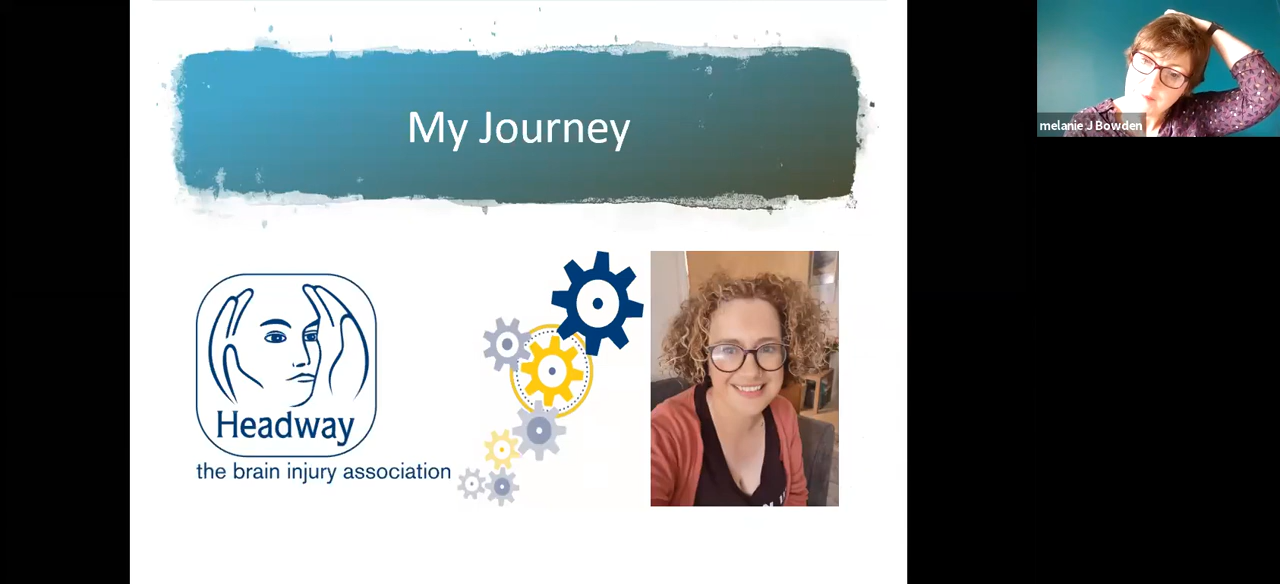 My Journey
melanie J Bowden
Headway
the brain injury association